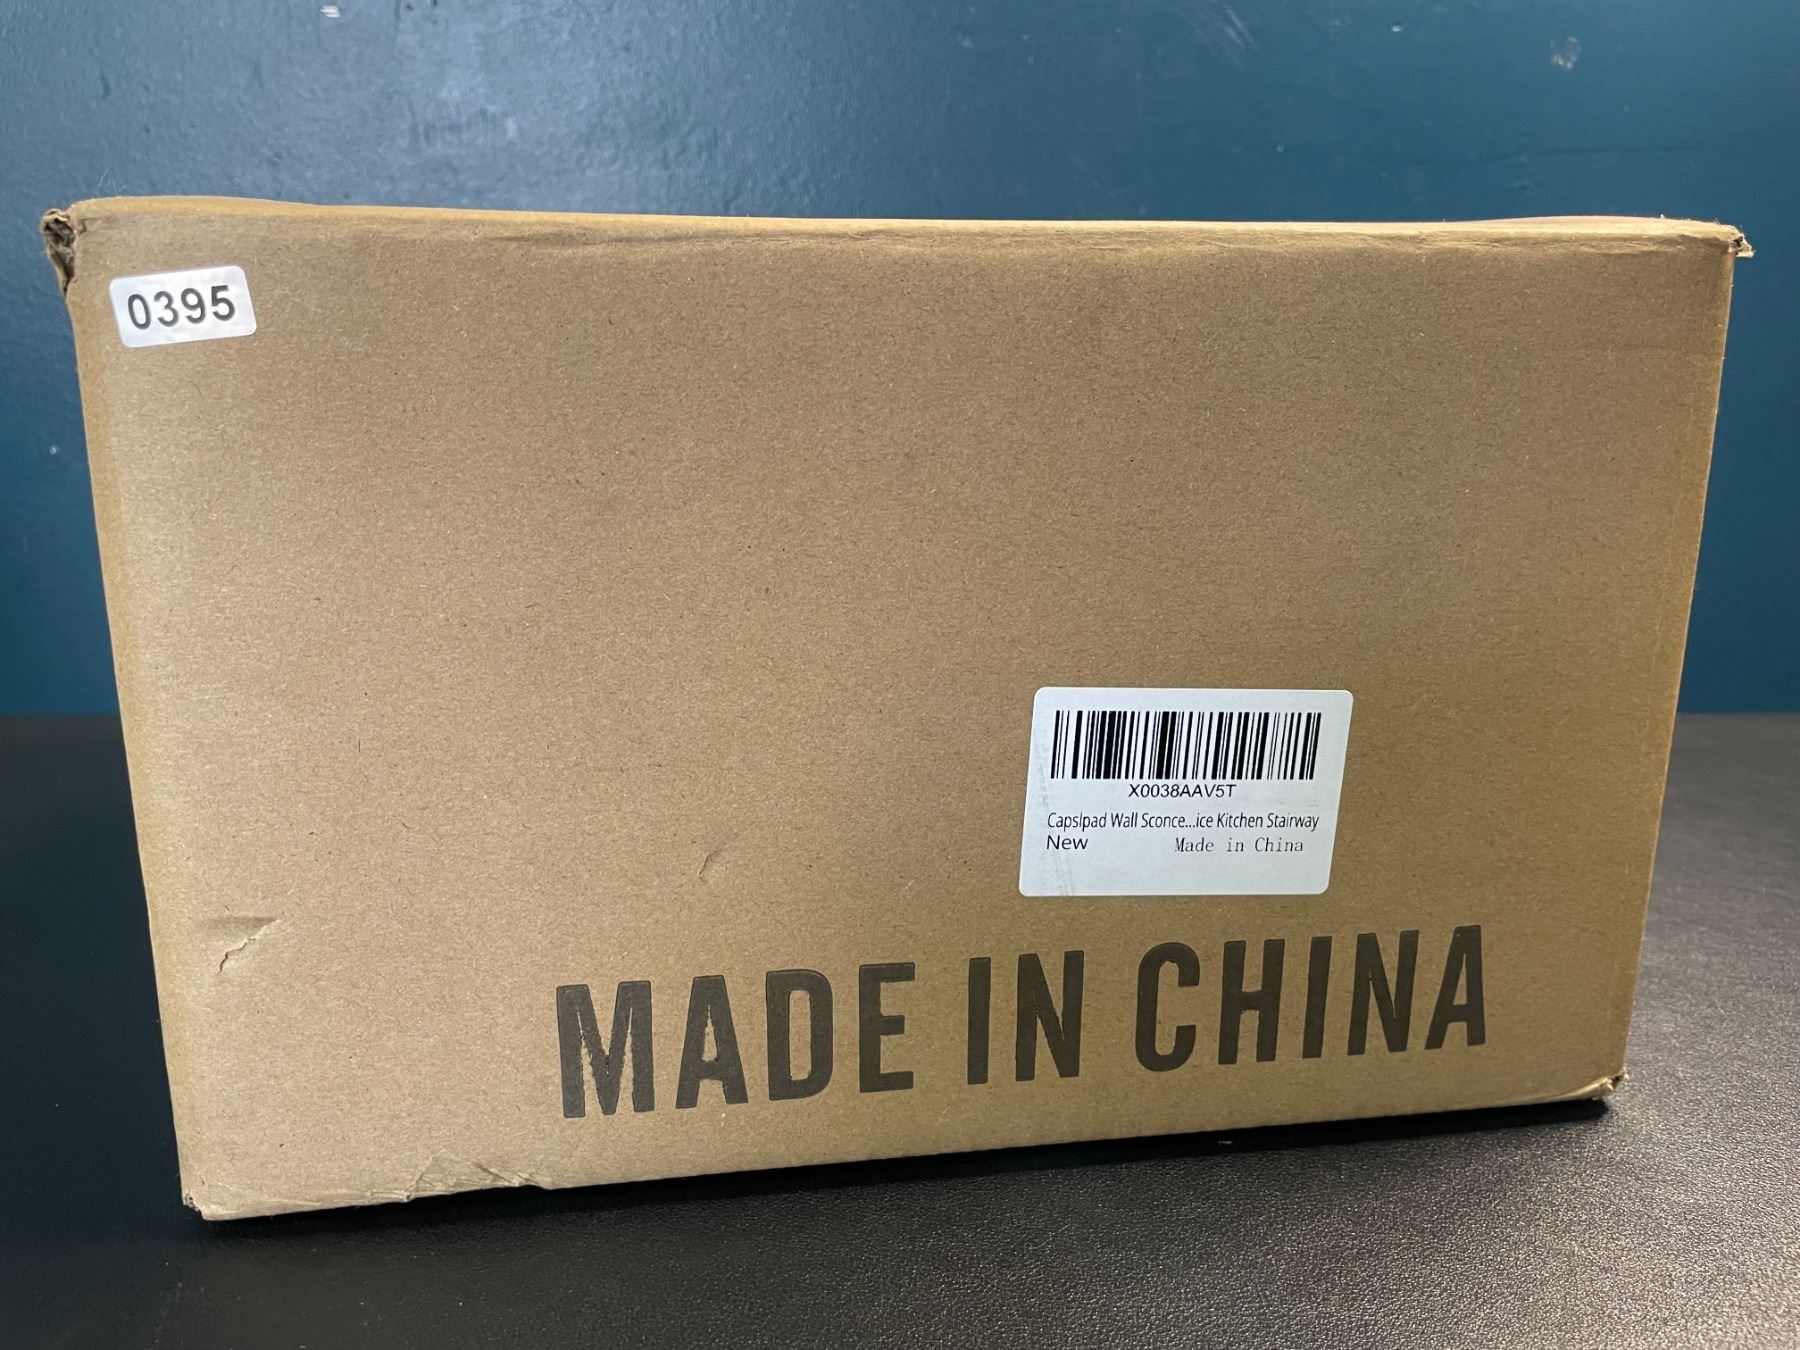 0395
X0038AAV5T
Capslpad Wall Sconce...ice Kitchen Stairway
New Made in China
MADE IN CHINA